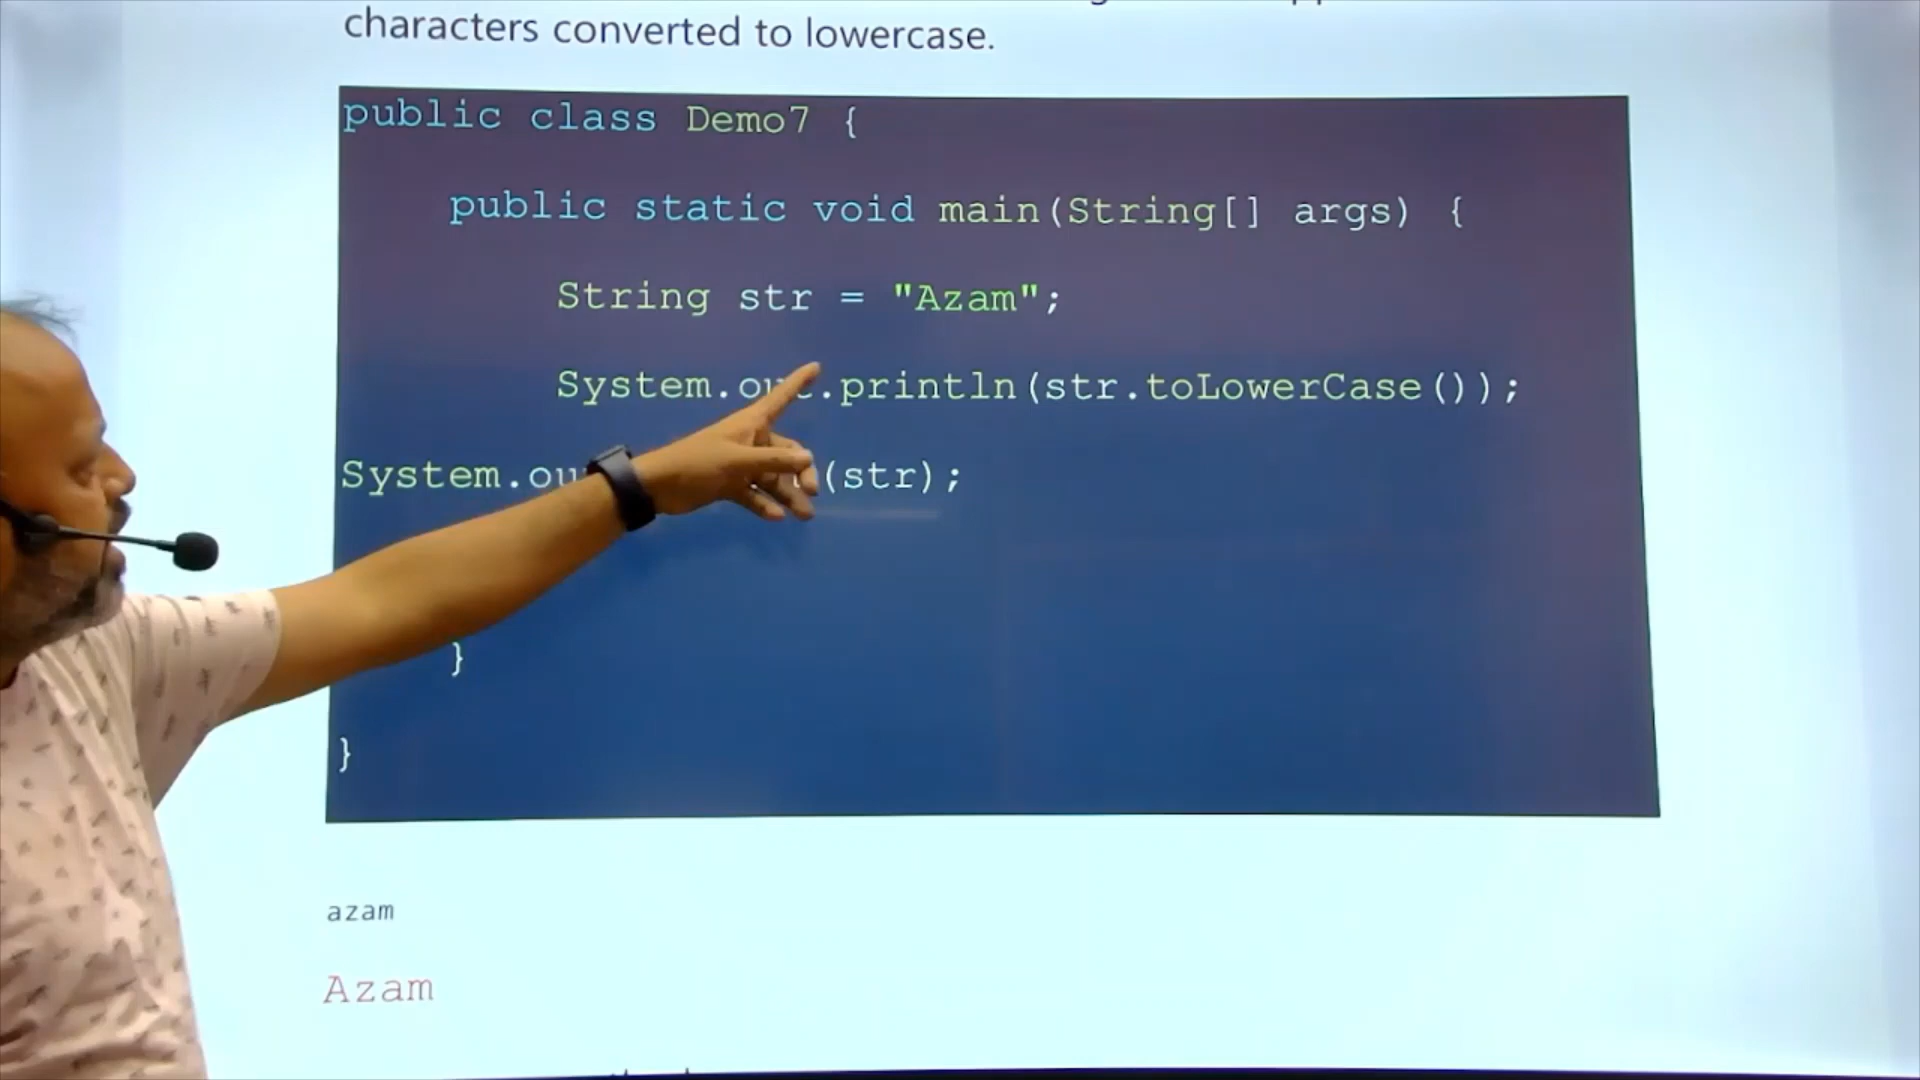 characters converted to lowercase.
public class Demo7 {
public static void main(String[] args) {
String str = "Azam";
System.out.println(str.toLowerCase());
System.ou (str);
}
}
azam
Azam